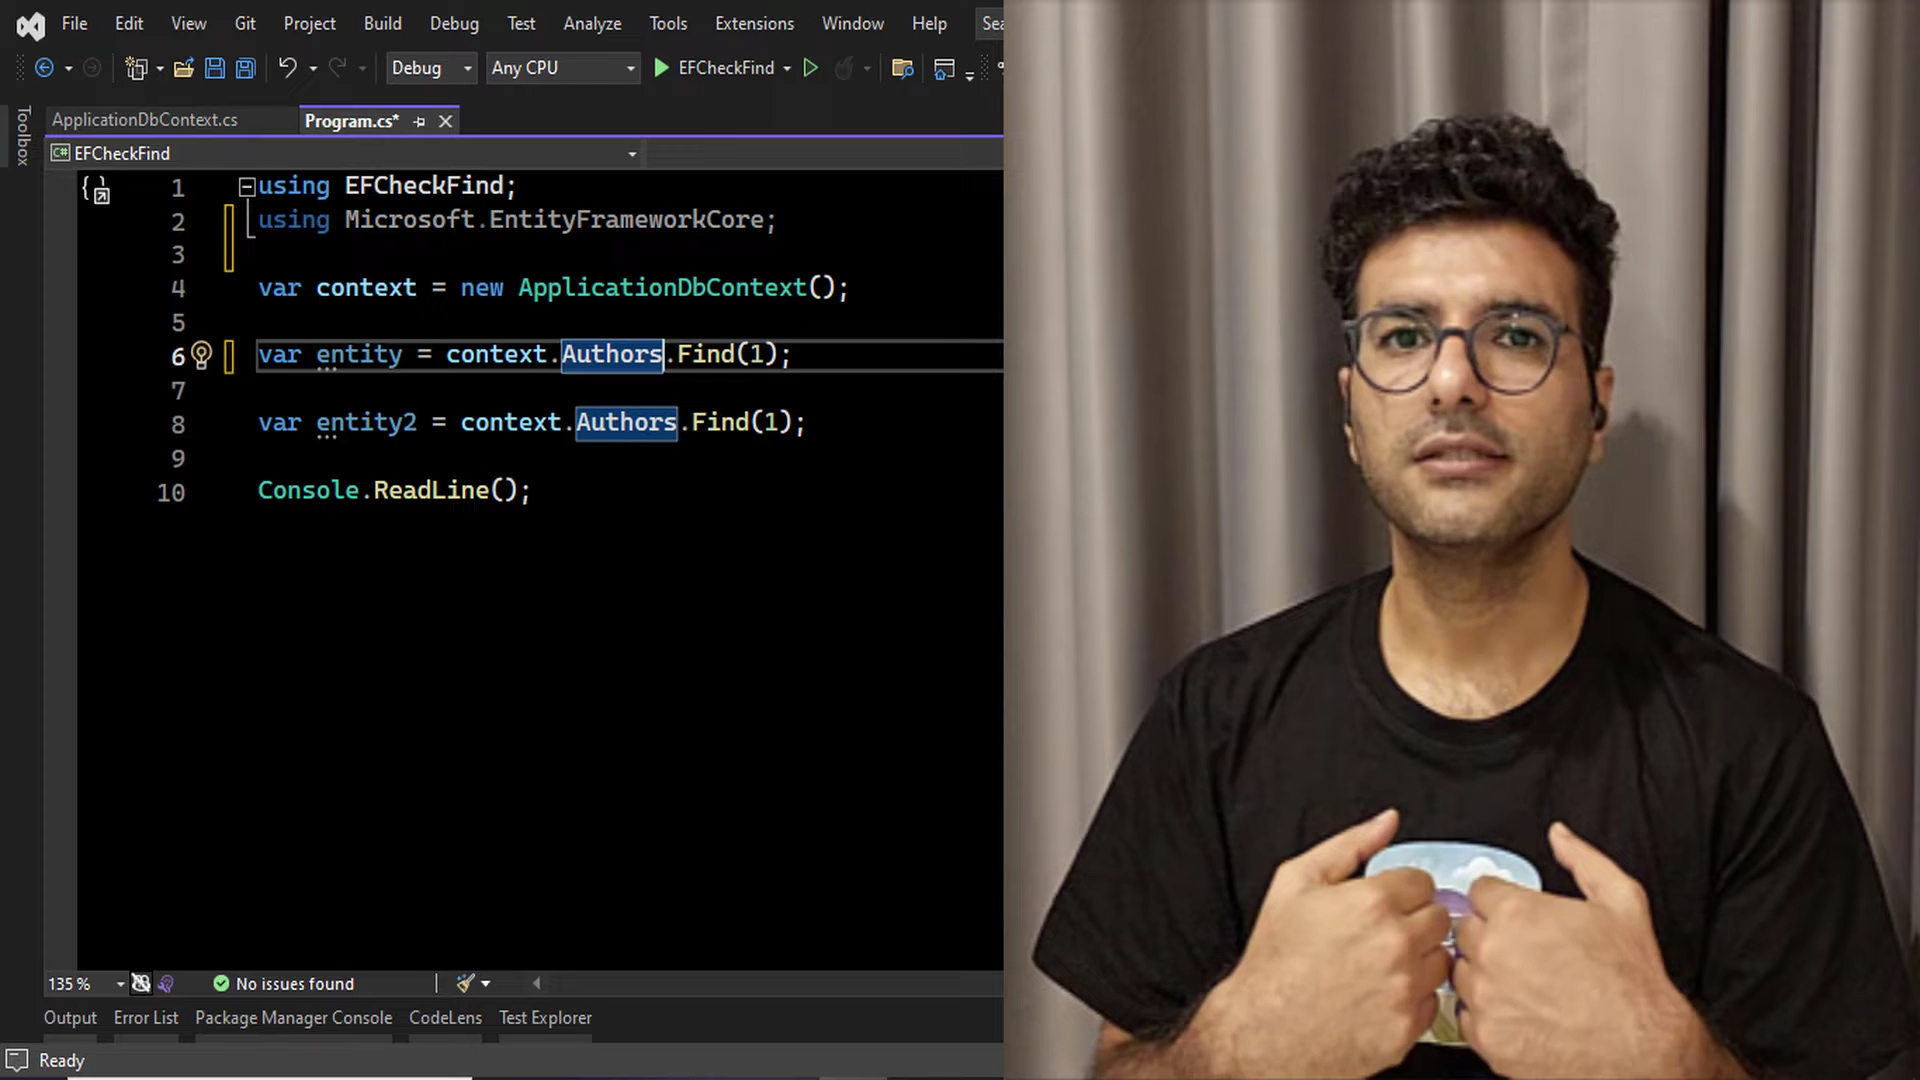 File Edit View Git Project Build Debug Test Analyze Tools Extensions Window Help Sea
Debug Any CPU EFCheckFind
Toolbox
ApplicationDbContext.cs Program.cs*
C# EFCheckFind
1 using EFCheckFind;
2 using Microsoft.EntityFrameworkCore;
3
4 var context = new ApplicationDbContext();
5
6 var entity = context.Authors.Find(1);
7
8 var entity2 = context.Authors.Find(1);
9
10 Console.ReadLine();
135 % No issues found
Output Error List Package Manager Console CodeLens Test Explorer
Ready